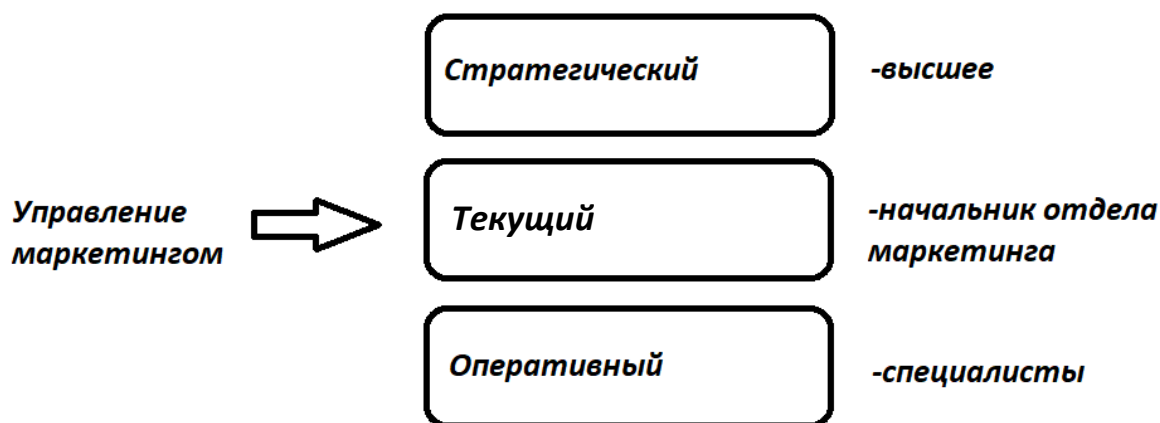 Стратегический
-высшее
Управление
маркетингом
Текущий
-начальник отдела
маркетинга
Оперативный
-специалисты